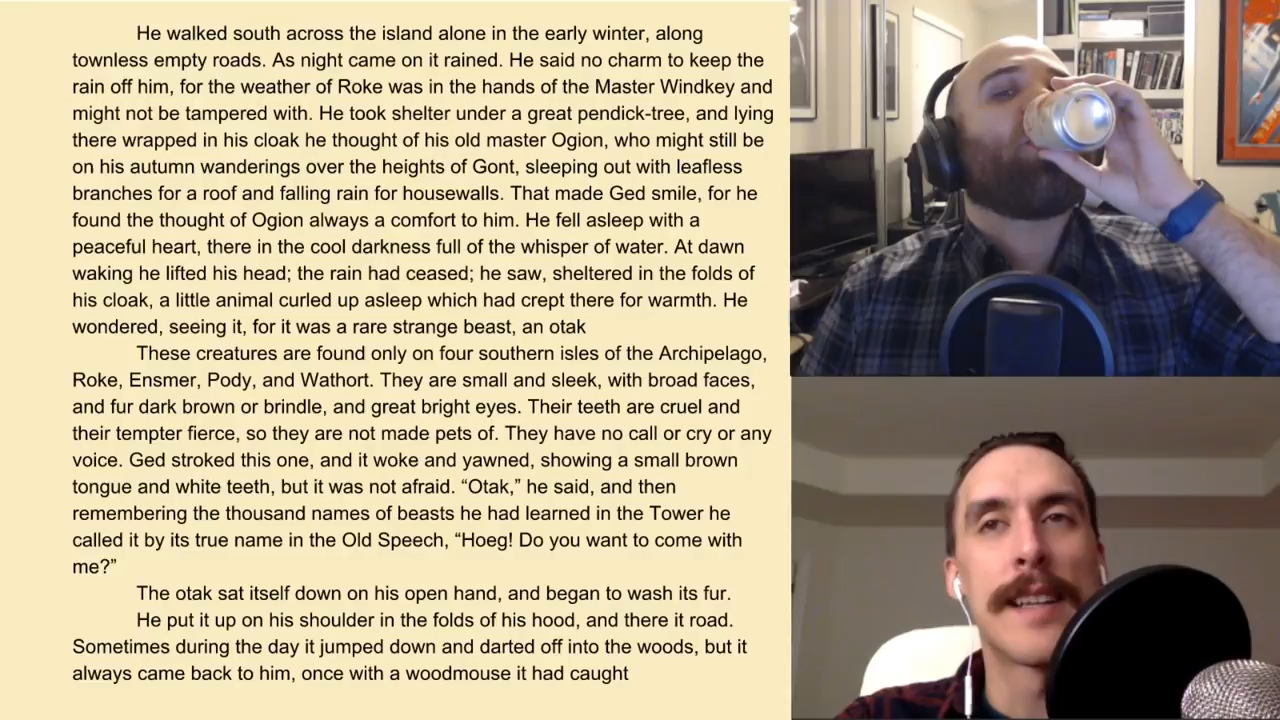 He walked south across the island alone in the early winter, along
townless empty roads. As night came on it rained. He said no charm to keep the
rain off him, for the weather of Roke was in the hands of the Master Windkey and
might not be tampered with. He took shelter under a great pendick-tree, and lying
there wrapped in his cloak he thought of his old master Ogion, who might still be
on his autumn wanderings over the heights of Gont, sleeping out with leafless
branches for a roof and falling rain for housewalls. That made Ged smile, for he
found the thought of Ogion always a comfort to him. He fell asleep with a
peaceful heart, there in the cool darkness full of the whisper of water. At dawn
waking he lifted his head; the rain had ceased; he saw, sheltered in the folds of
his cloak, a little animal curled up asleep which had crept there for warmth. He
wondered, seeing it, for it was a rare strange beast, an otak
These creatures are found only on four southern isles of the Archipelago,
Roke, Ensmer, Pody, and Wathort. They are small and sleek, with broad faces,
and fur dark brown or brindle, and great bright eyes. Their teeth are cruel and
their tempter fierce, so they are not made pets of. They have no call or cry or any
voice. Ged stroked this one, and it woke and yawned, showing a small brown
tongue and white teeth, but it was not afraid. “Otak,” he said, and then
remembering the thousand names of beasts he had learned in the Tower he
called it by its true name in the Old Speech, “Hoeg! Do you want to come with
me?”
The otak sat itself down on his open hand, and began to wash its fur.
He put it up on his shoulder in the folds of his hood, and there it road.
Sometimes during the day it jumped down and darted off into the woods, but it
always came back to him, once with a woodmouse it had caught